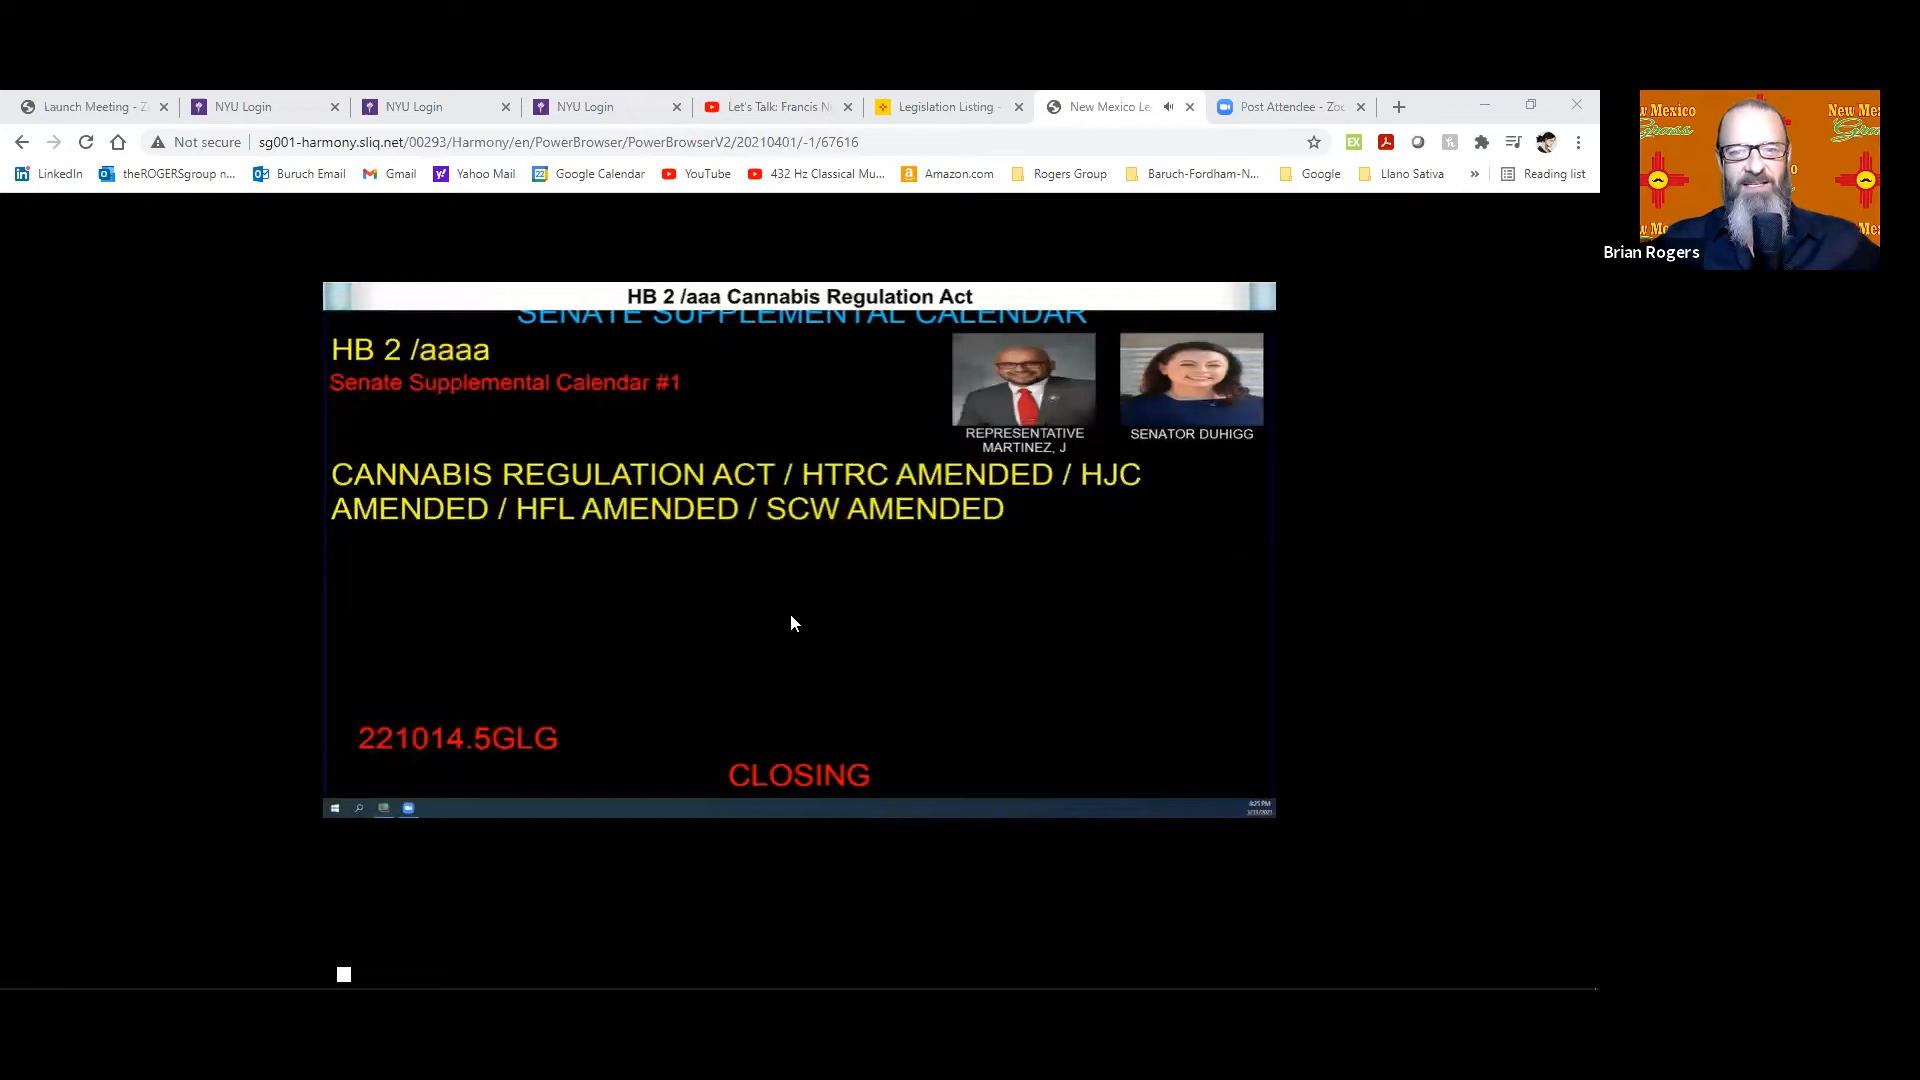 Launch Meeting - Z
NYU Login
NYU Login
NYU Login
Let's Talk: Francis N
Legislation Listing -
New Mexico Le
Post Attendee - Zoo
Not secure
sg001-harmony.sliq.net/00293/Harmony/en/PowerBrowser/PowerBrowserV2/20210401/-1/67616
LinkedIn
theROGERSgroup n...
Buruch Email
Gmail
Yahoo Mail
Google Calendar
YouTube
432 Hz Classical Mu...
Amazon.com
Rogers Group
Baruch-Fordham-N...
Google
Llano Sativa
»
Reading list
w Mexico
Grass
New Me
Brian Rogers
HB 2 /aaa Cannabis Regulation Act
SENATE SUPPLEMENTAL CALENDAR
HB 2 /aaaa
Senate Supplemental Calendar #1
REPRESENTATIVE
MARTINEZ, J
SENATOR DUHIGG
CANNABIS REGULATION ACT / HTRC AMENDED / HJC
AMENDED / HFL AMENDED / SCW AMENDED
221014.5GLG
CLOSING